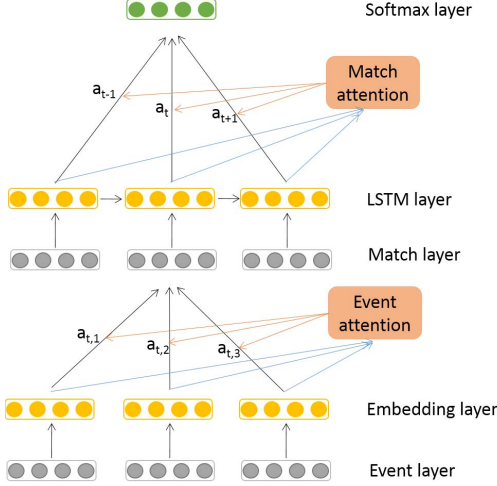 Softmax layer
Match
attention
a_{t-1}
a_t
a_{t+1}
LSTM layer
Match layer
Event
attention
a_{t,1}
a_{t,2}
a_{t,3}
Embedding layer
Event layer